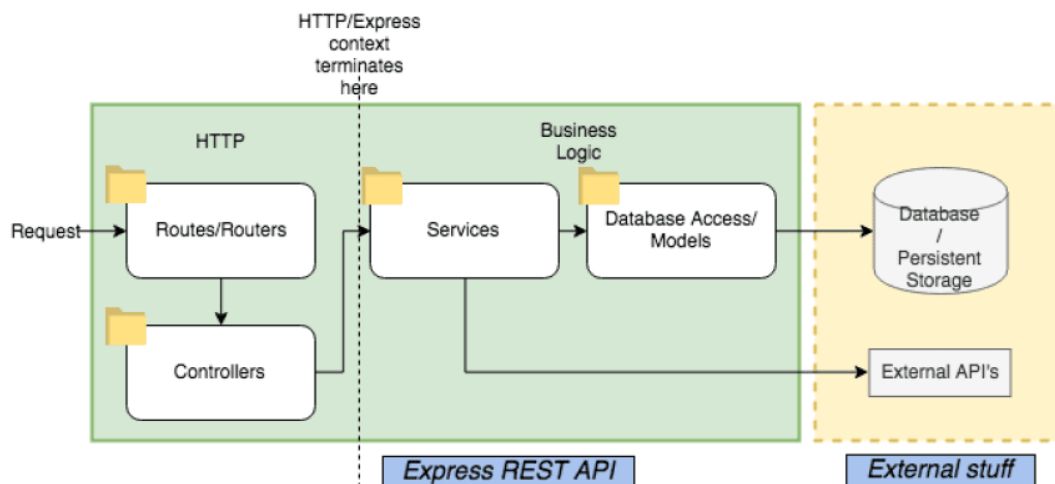 HTTP/Express
context
terminates
here
HTTP
Business
Logic
Request
Routes/Routers
Services
Database Access/
Models
Database
/
Persistent
Storage
Controllers
External API's
Express REST API
External stuff